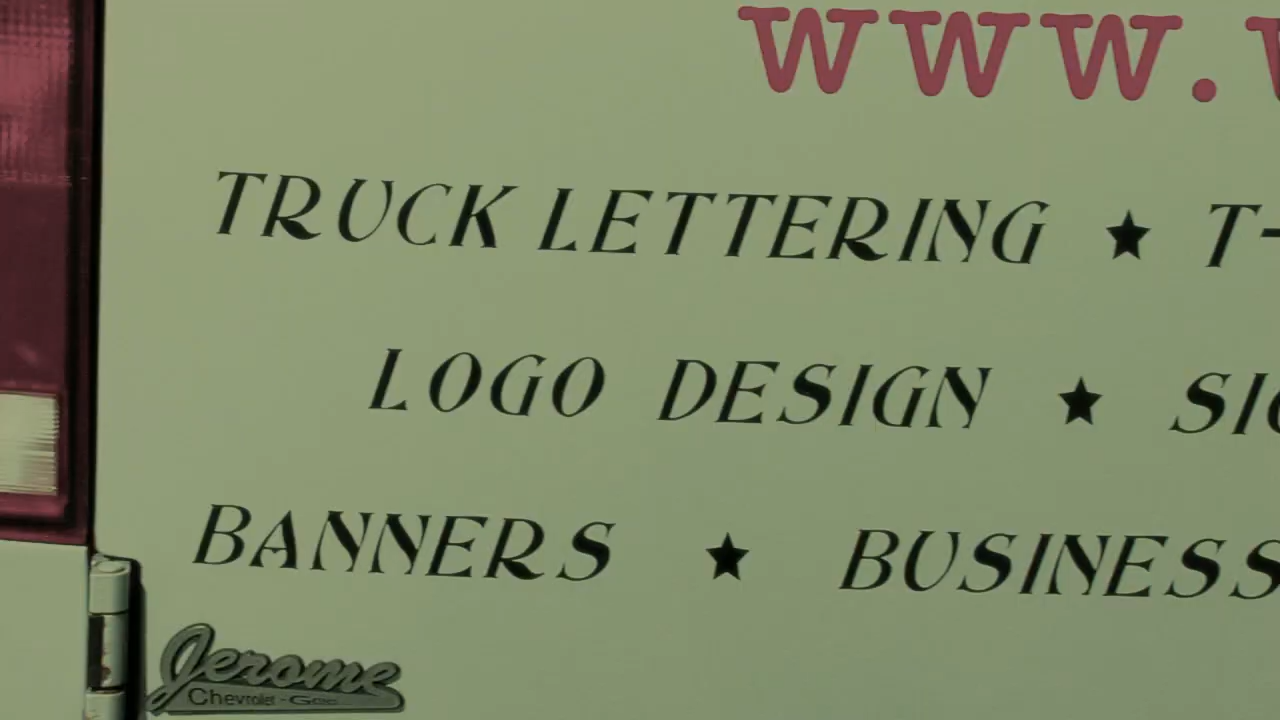 www.
TRUCK LETTERING ★ T-
LOGO DESIGN ★
BANNERS ★ BUSINESS
Jerome
Chevrolet -